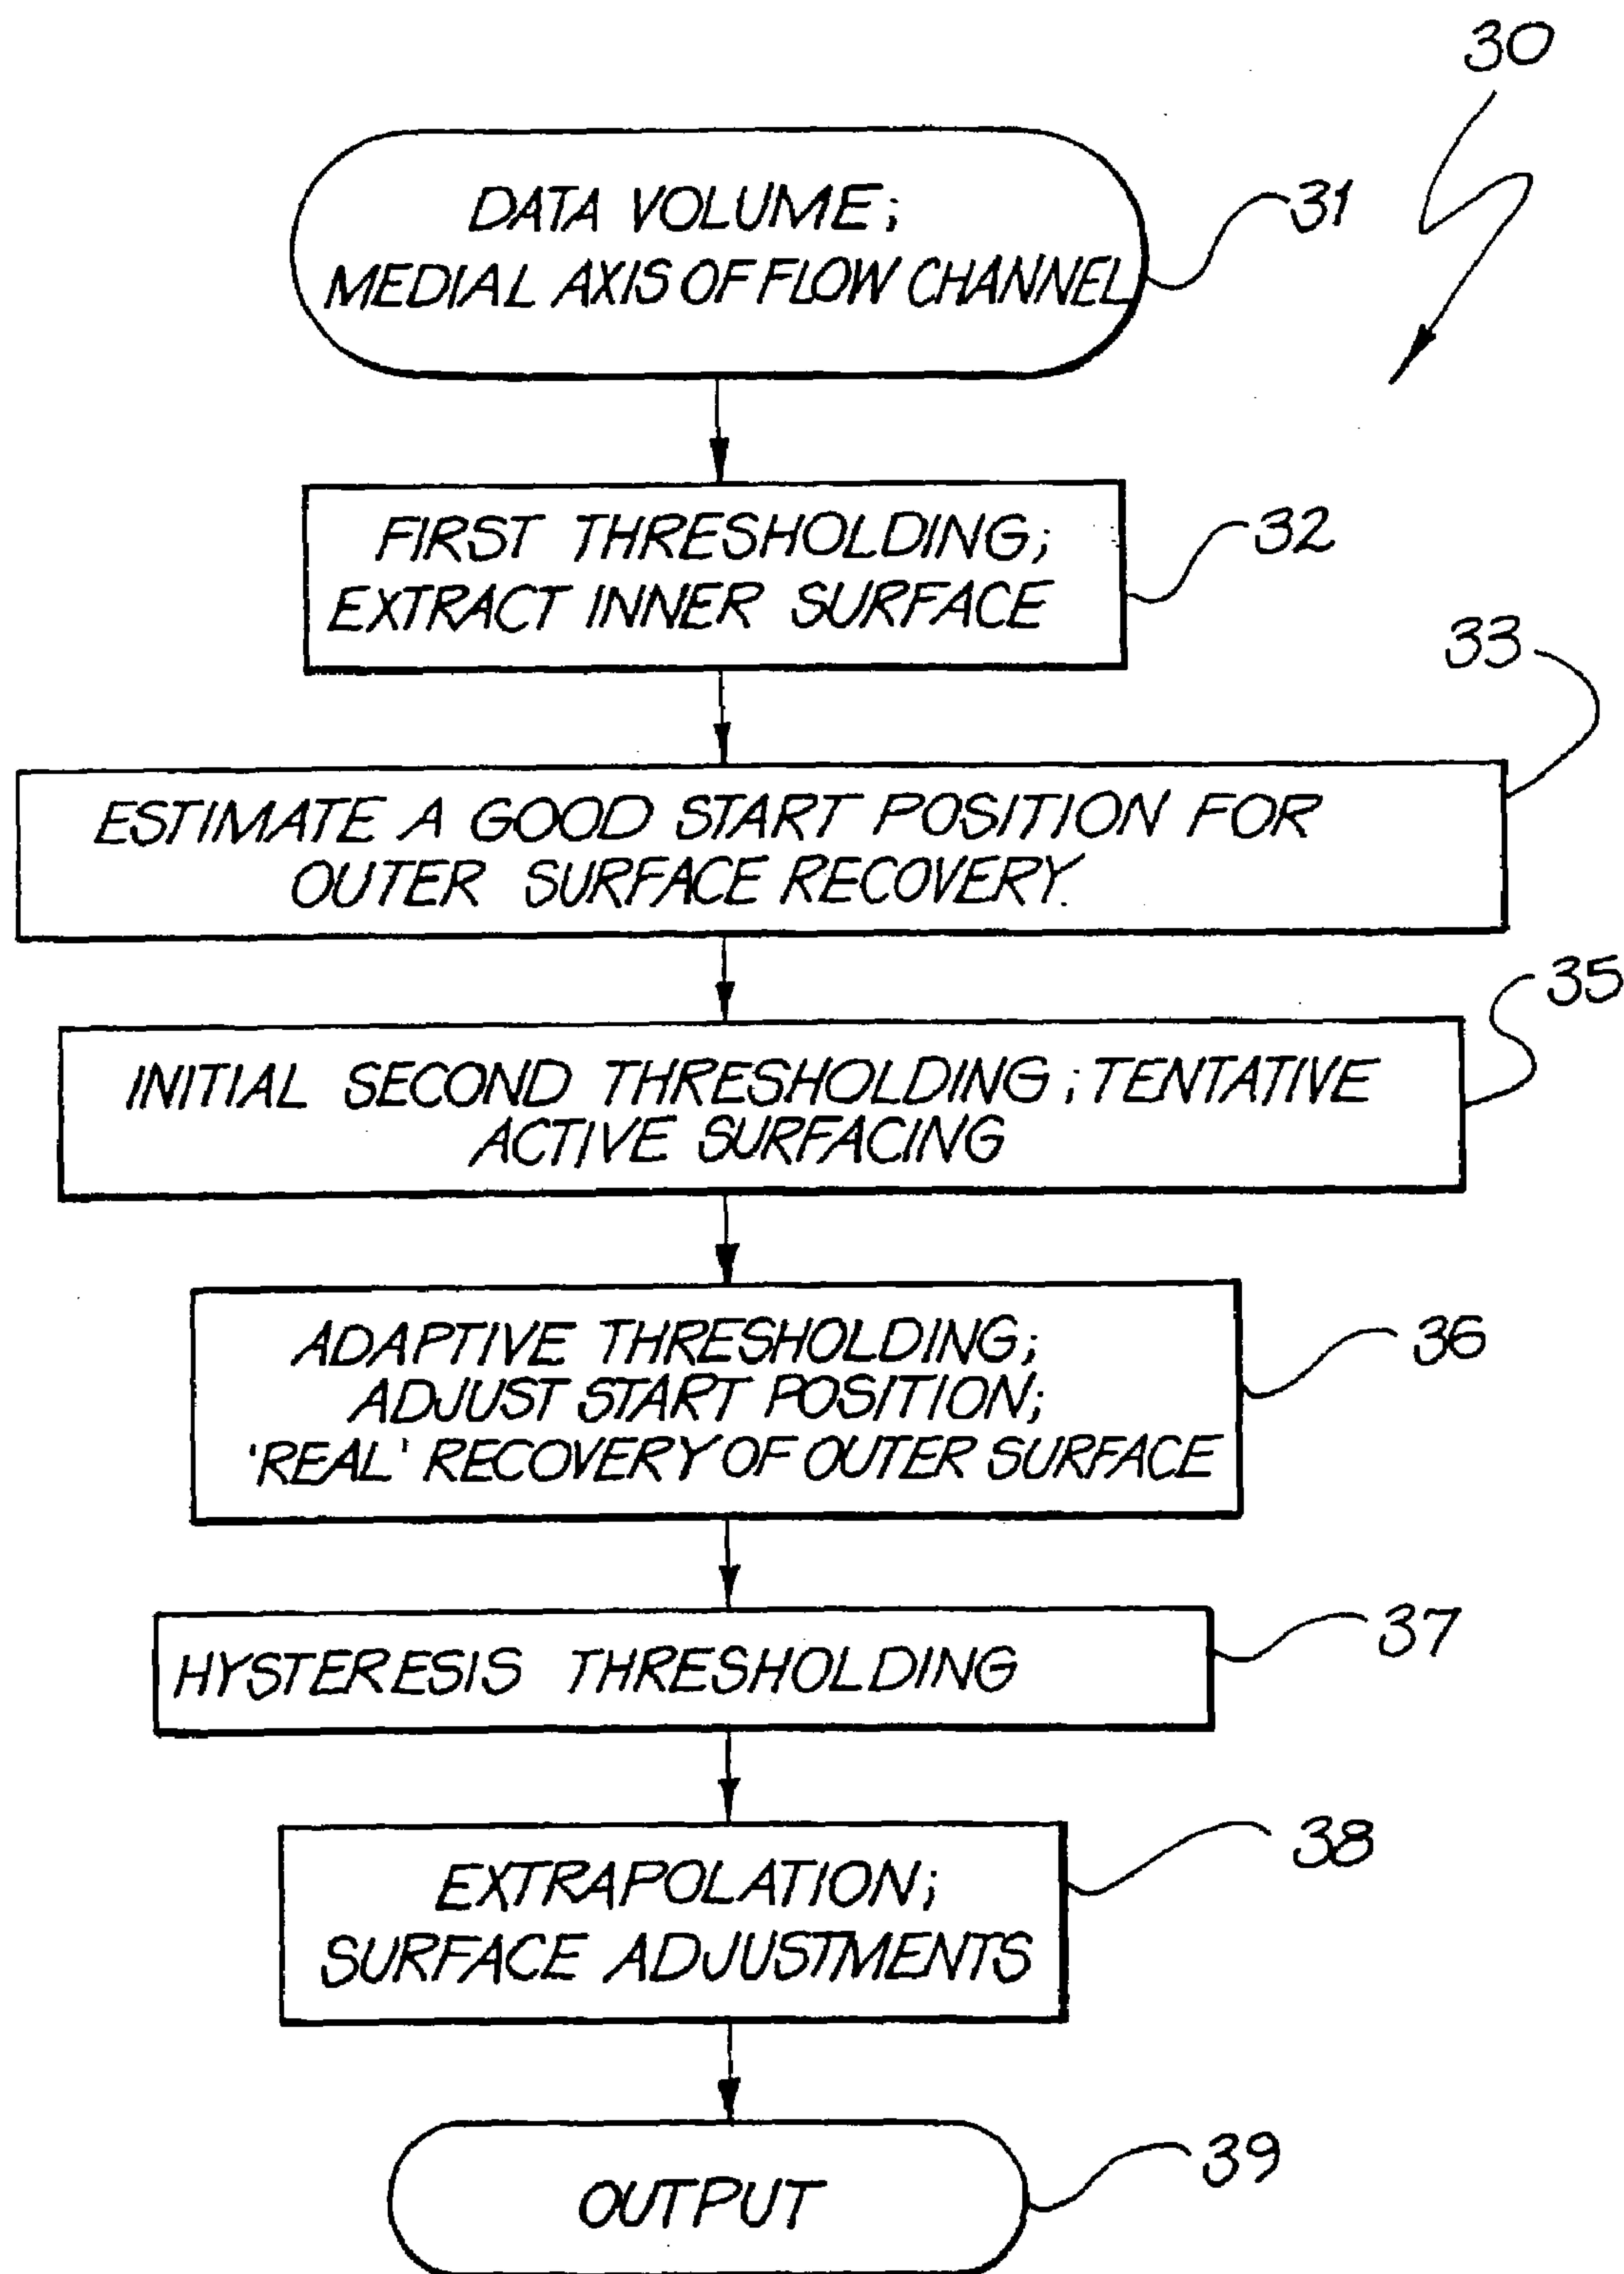 30
DATA VOLUME;
MEDIAL AXIS OF FLOW CHANNEL
31
FIRST THRESHOLDING;
EXTRACT INNER SURFACE
32
33
ESTIMATE A GOOD START POSITION FOR
OUTER SURFACE RECOVERY.
35
INITIAL SECOND THRESHOLDING; TENTATIVE
ACTIVE SURFACING
ADAPTIVE THRESHOLDING;
ADJUST START POSITION;
'REAL' RECOVERY OF OUTER SURFACE
36
HYSTERESIS THRESHOLDING
37
EXTRAPOLATION;
SURFACE ADJUSTMENTS
38
OUTPUT
39